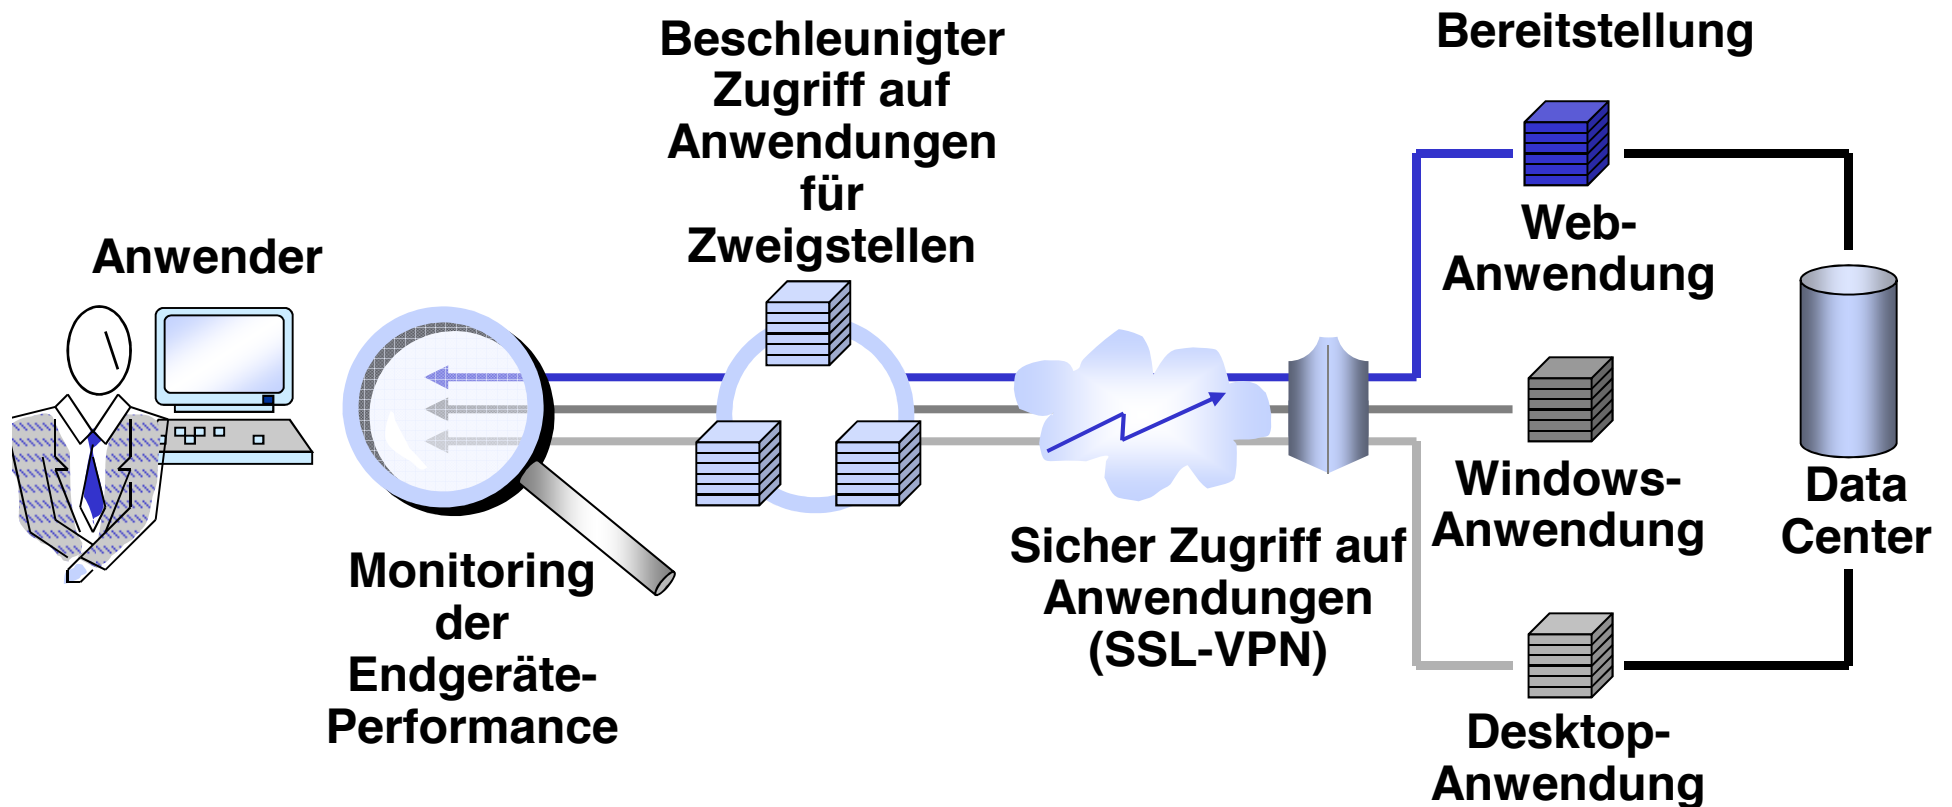 Anwender
Monitoring
der
Endgeräte-
Performance
Beschleunigter
Zugriff auf
Anwendungen
für
Zweigstellen
Sicher Zugriff auf
Anwendungen
(SSL-VPN)
Bereitstellung
Web-
Anwendung
Windows-
Anwendung
Desktop-
Anwendung
Data
Center